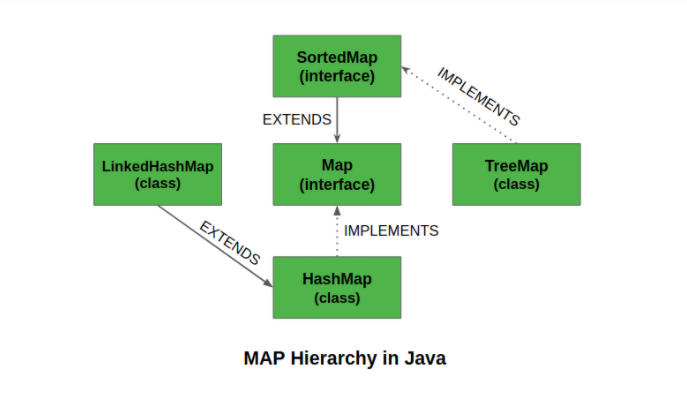 SortedMap
(interface)
IMPLEMENTS
EXTENDS
LinkedHashMap
(class)
Map
(interface)
TreeMap
(class)
EXTENDS
IMPLEMENTS
HashMap
(class)
MAP Hierarchy in Java